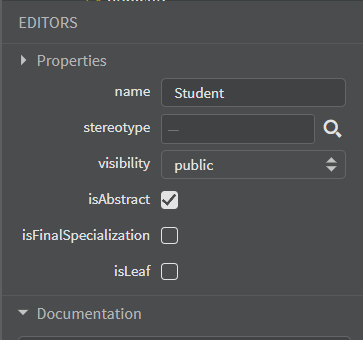 EDITORS
Properties
name Student
stereotype —
visibility public
isAbstract
isFinalSpecialization
isLeaf
Documentation